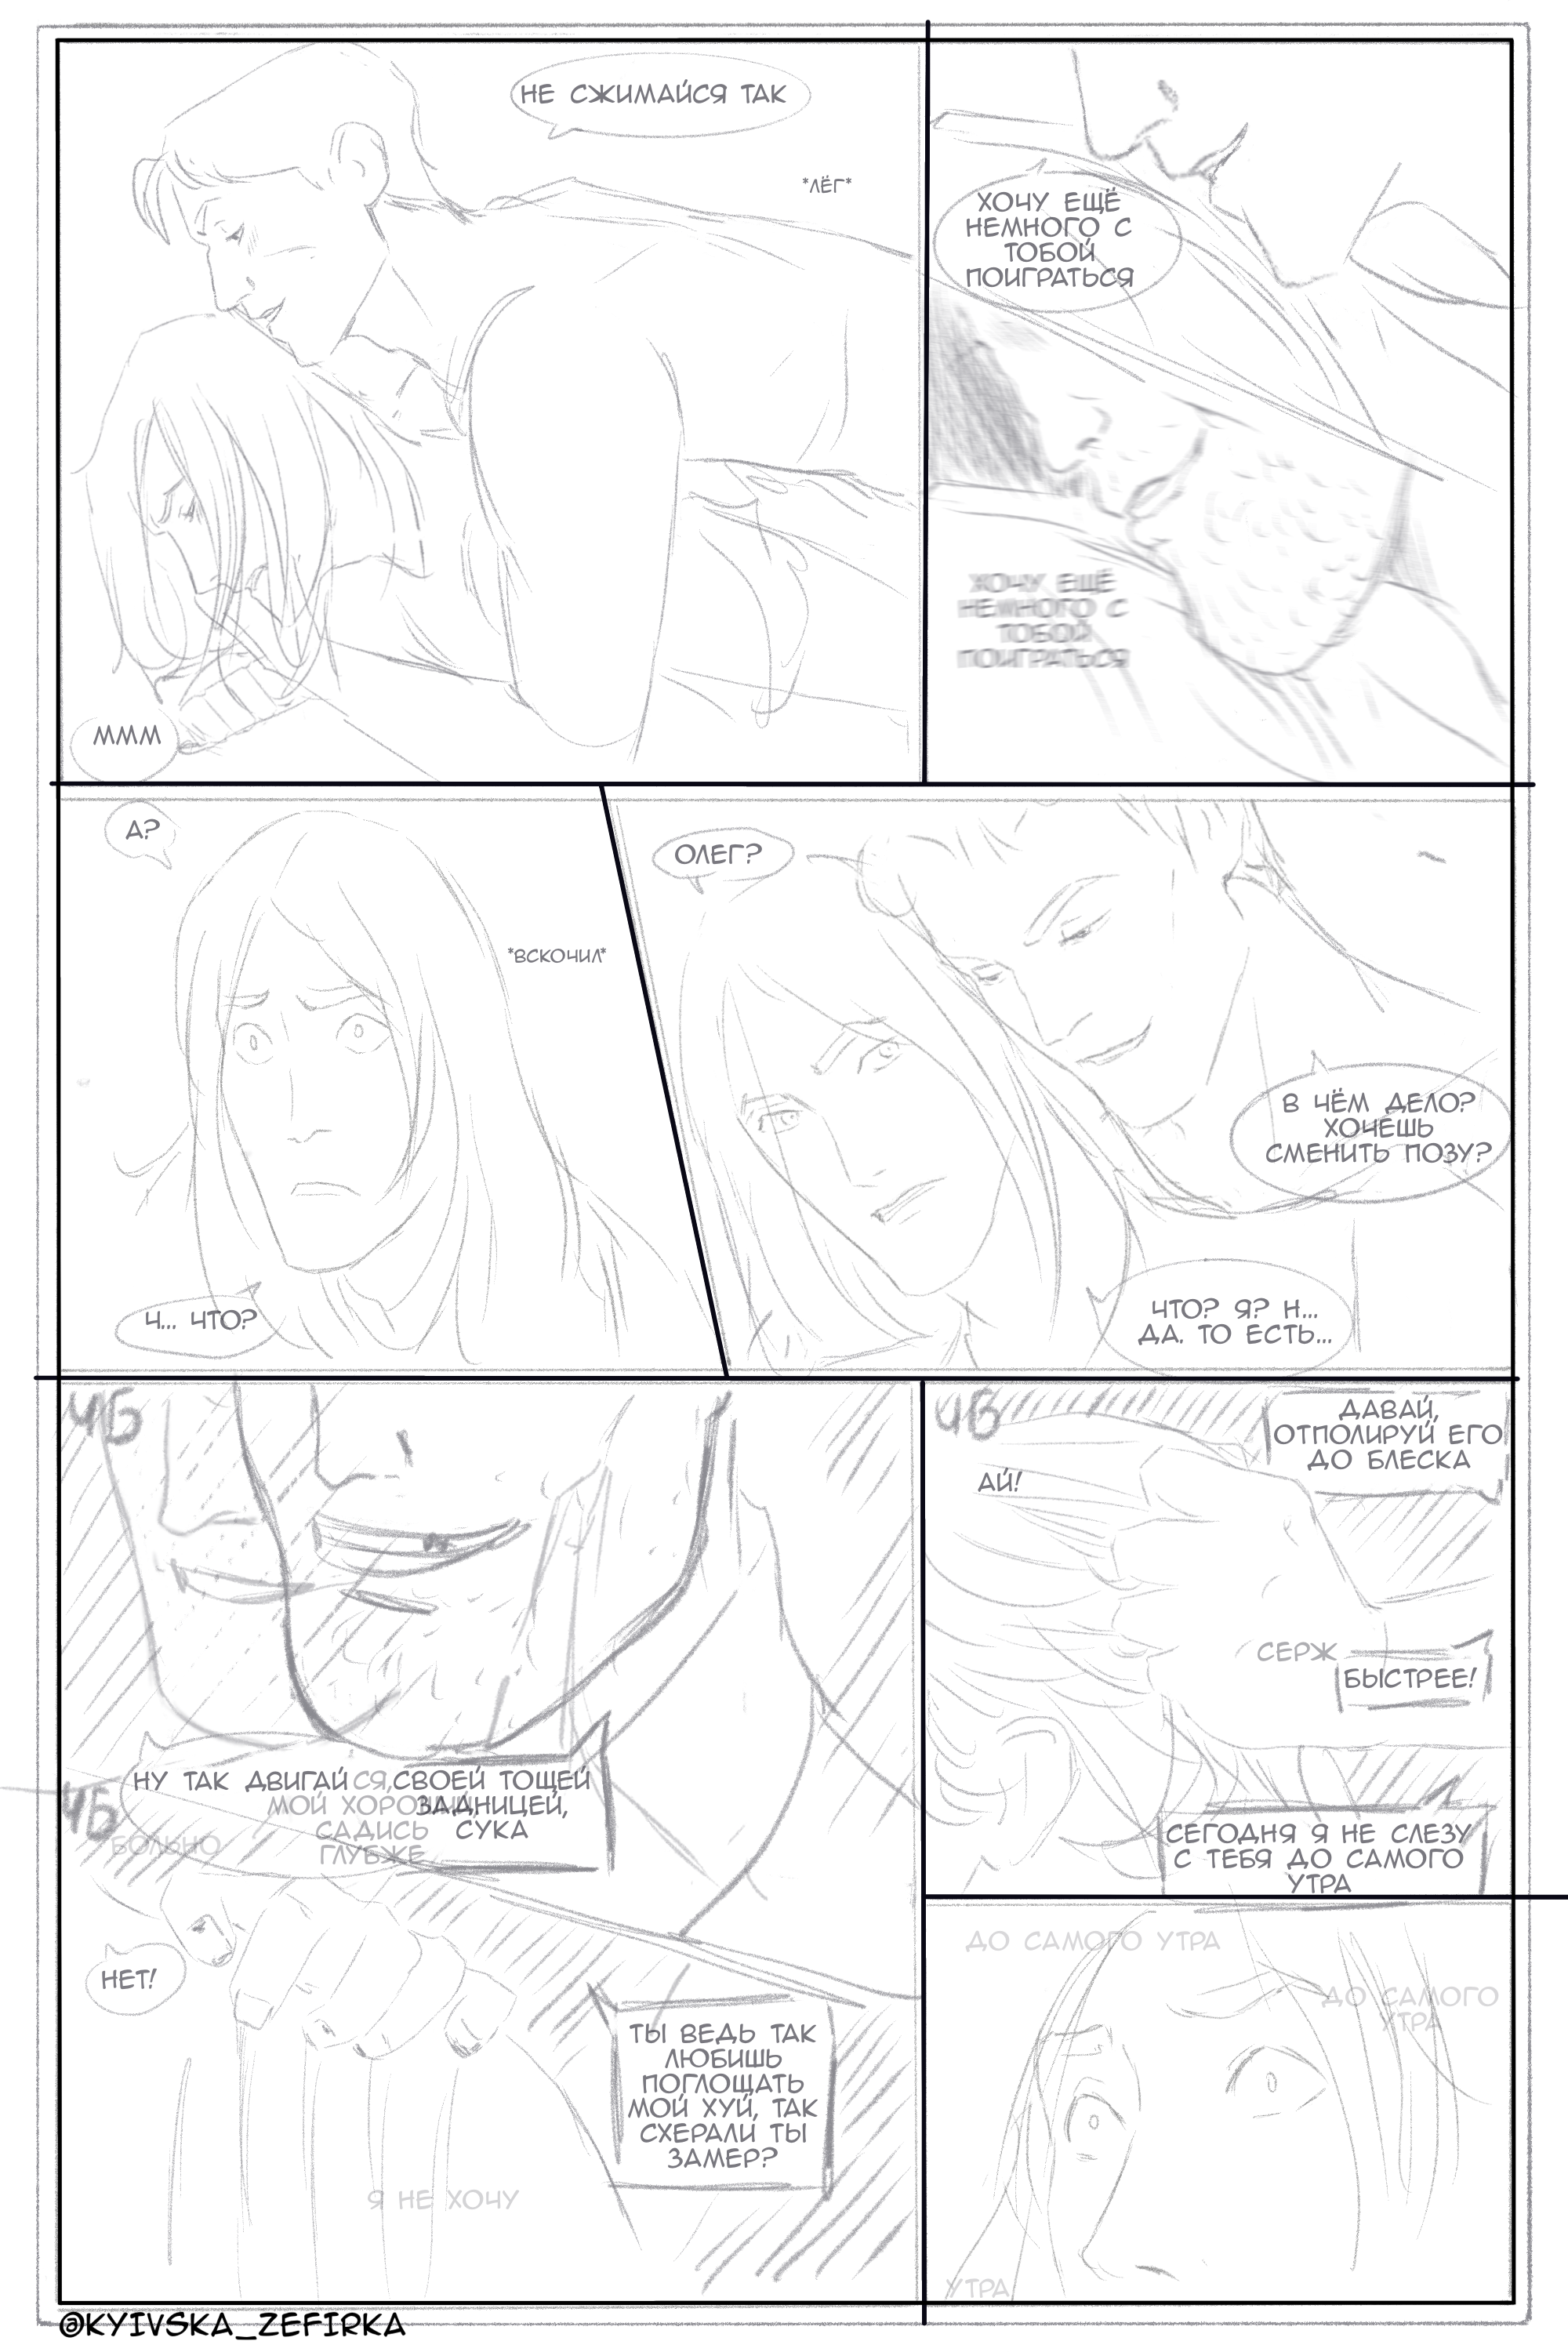 НЕ СЖИМАЙСЯ ТАК
*ЛЁГ*
МММ
ХОЧУ ЕЩЁ
НЕМНОГО С
ТОБОЙ
ПОИГРАТЬСЯ
ХОЧУ ЕЩЁ
НЕМНОГО С
ТОБОЙ
ПОИГРАТЬСЯ
А?
*ВСКОЧИЛ*
Ч... ЧТО?
ОЛЕГ?
В ЧЁМ ДЕЛО?
ХОЧЕШЬ
СМЕНИТЬ ПОЗУ?
ЧТО? Я? Н...
ДА. ТО ЕСТЬ...
ЧБ
НУ ТАК ДВИГАЙ СВОЕЙ ТОЩЕЙ
ЗАДНИЦЕЙ,
СУКА
СЯ,
МОЙ
САДИСЬ
ГЛУБЖЕ
ЧБ
БОЛЬНО
НЕТ!
ТЫ ВЕДЬ ТАК
ЛЮБИШЬ
ПОГЛОЩАТЬ
МОЙ ХУЙ, ТАК
СХЕРАЛИ ТЫ
ЗАМЕР?
Я НЕ ХОЧУ
ЧБ
ДАВАЙ,
ОТПОЛИРУЙ ЕГО
ДО БЛЕСКА
АЙ!
СЕРЖ
БЫСТРЕЕ!
СЕГОДНЯ Я НЕ СЛЕЗУ
С ТЕБЯ ДО САМОГО
УТРА
ДО САМОГО УТРА
ДО САМОГО
УТРА
УТРА
@KYIVSKA_ZEFIRKA